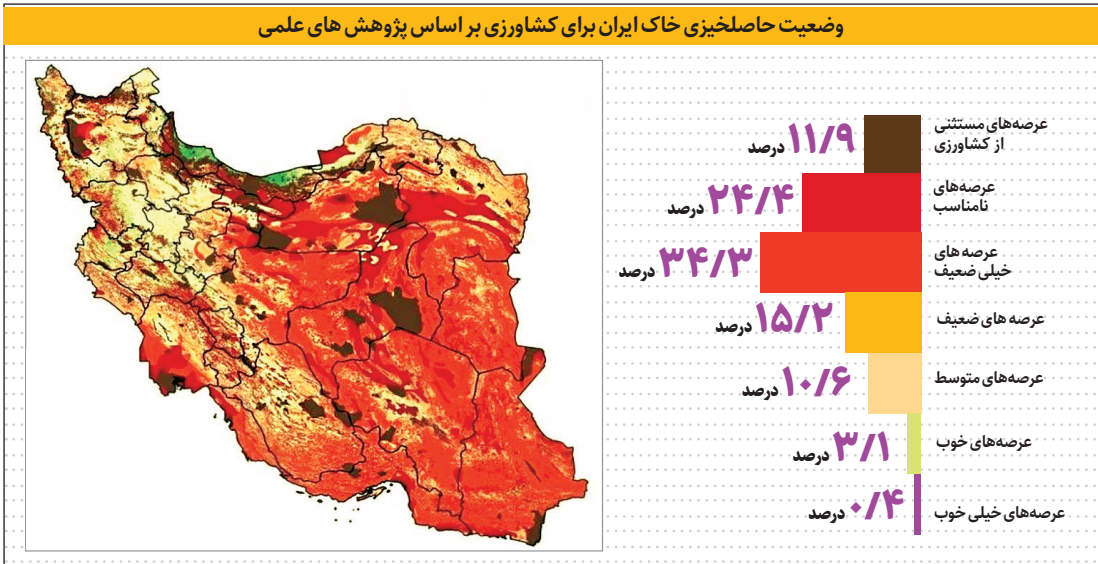 وضعیت حاصلخیزی خاک ایران برای کشاورزی بر اساس پژوهش های علمی
عرصه‌های مستثنی
از کشاورزی
۱۱/۹ درصد
عرصه‌های
نامناسب
۲۴/۴ درصد
عرصه های
خیلی ضعیف
۳۴/۳ درصد
عرصه های ضعیف
۱۵/۲ درصد
عرصه‌های متوسط
۱۰/۶ درصد
عرصه‌های خوب
۳/۱ درصد
عرصه‌های خیلی خوب
۰/۴ درصد